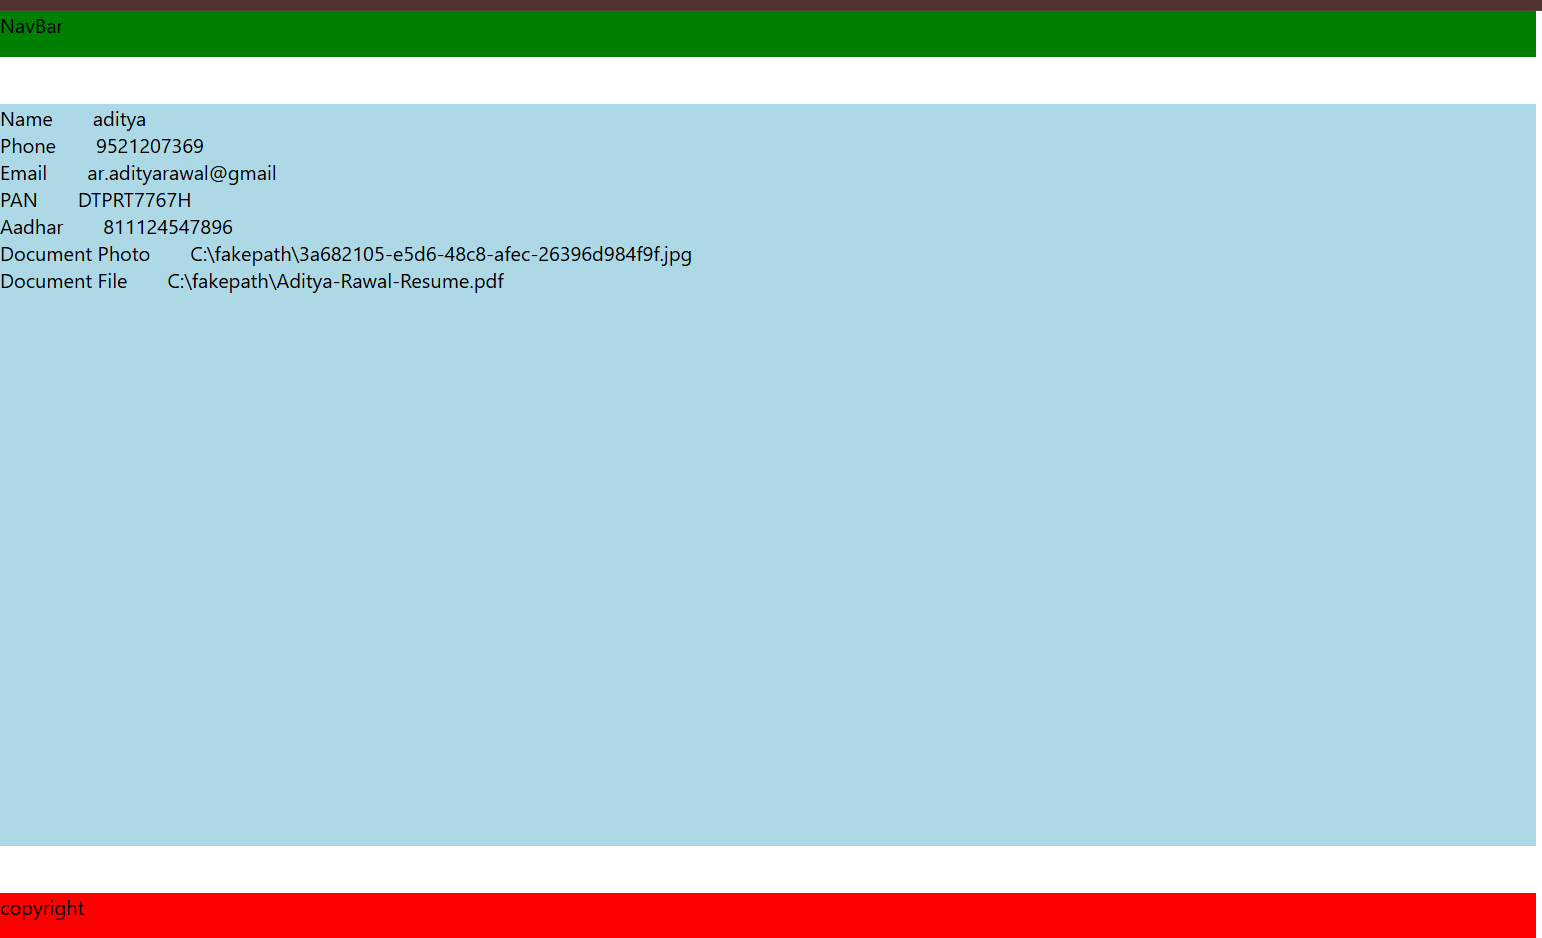 NavBar
Name aditya
Phone 9521207369
Email ar.adityarawal@gmail
PAN DTPRT7767H
Aadhar 811124547896
Document Photo C:\fakepath\3a682105-e5d6-48c8-afec-26396d984f9f.jpg
Document File C:\fakepath\Aditya-Rawal-Resume.pdf
copyright